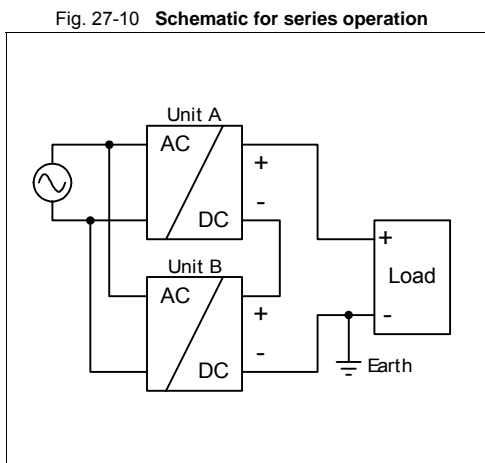 Fig. 27-10 Schematic for series operation
Unit A
AC
+
-
DC
Unit B
AC
+
-
DC
+
Load
-
Earth